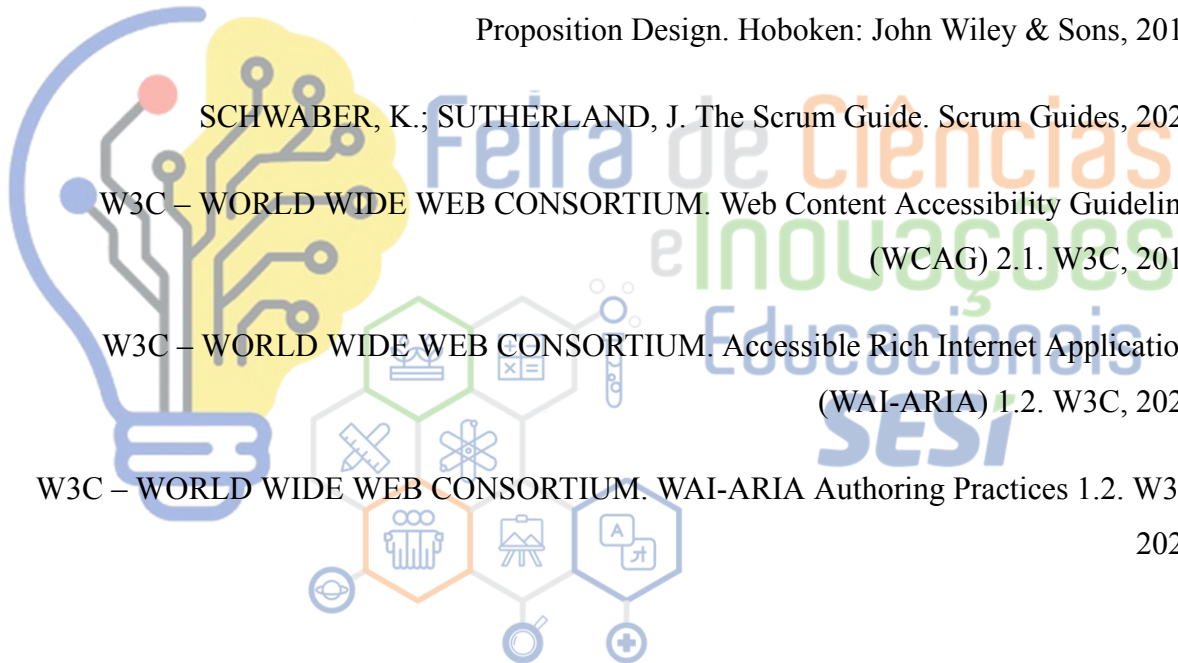 Proposition Design. Hoboken: John Wiley & Sons, 201
SCHWABER, K.; SUTHERLAND, J. The Scrum Guide. Scrum Guides, 202
Feira de Ciências
W3C – WORLD WIDE WEB CONSORTIUM. Web Content Accessibility Guidelin
e Inovações
(WCAG) 2.1. W3C, 201
Educacionais
W3C – WORLD WIDE WEB CONSORTIUM. Accessible Rich Internet Applicatio
(WAI-ARIA) 1.2. W3C, 202
SESI
W3C – WORLD WIDE WEB CONSORTIUM. WAI-ARIA Authoring Practices 1.2. W3
202
A